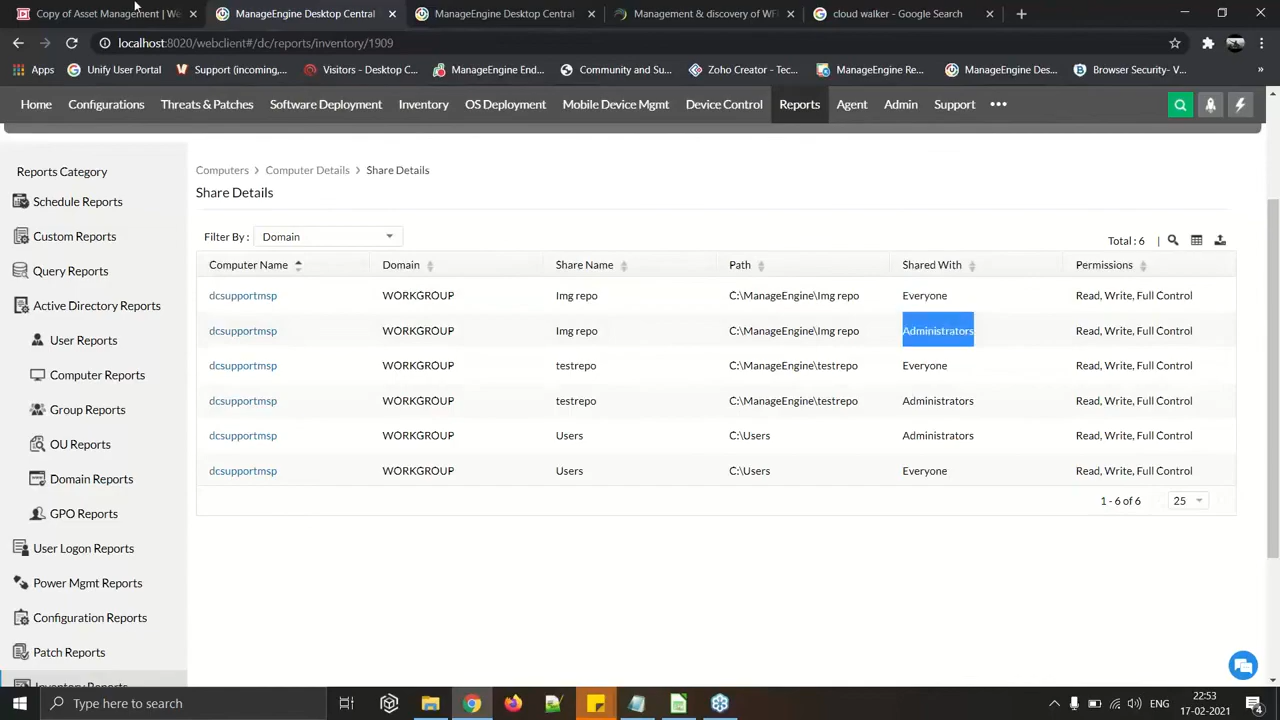 Copy of Asset Management | We
ManageEngine Desktop Central
ManageEngine Desktop Central
Management & discovery of WF
cloud walker - Google Search
localhost:8020/webclient#/dc/reports/inventory/1909
Apps
Unify User Portal
Support (incoming,...
Visitors - Desktop C...
ManageEngine End...
Community and Su...
Zoho Creator - Tec...
ManageEngine Re...
ManageEngine Des...
Browser Security- V...
»
Home Configurations Threats & Patches Software Deployment Inventory OS Deployment Mobile Device Mgmt Device Control Reports Agent Admin Support •••
Reports Category
Schedule Reports
Custom Reports
Query Reports
Active Directory Reports
User Reports
Computer Reports
Group Reports
OU Reports
Domain Reports
GPO Reports
User Logon Reports
Power Mgmt Reports
Configuration Reports
Patch Reports
Inventory Reports
Computers > Computer Details > Share Details
Share Details
Filter By : Domain
Total : 6 |
Computer Name Domain Share Name Path Shared With Permissions
dcsupportmsp WORKGROUP Img repo C:\ManageEngine\Img repo Everyone Read, Write, Full Control
dcsupportmsp WORKGROUP Img repo C:\ManageEngine\Img repo Administrators Read, Write, Full Control
dcsupportmsp WORKGROUP testrepo C:\ManageEngine\testrepo Everyone Read, Write, Full Control
dcsupportmsp WORKGROUP testrepo C:\ManageEngine\testrepo Administrators Read, Write, Full Control
dcsupportmsp WORKGROUP Users C:\Users Administrators Read, Write, Full Control
dcsupportmsp WORKGROUP Users C:\Users Everyone Read, Write, Full Control
1 - 6 of 6 25
Type here to search
ENG
22:53
17-02-2021